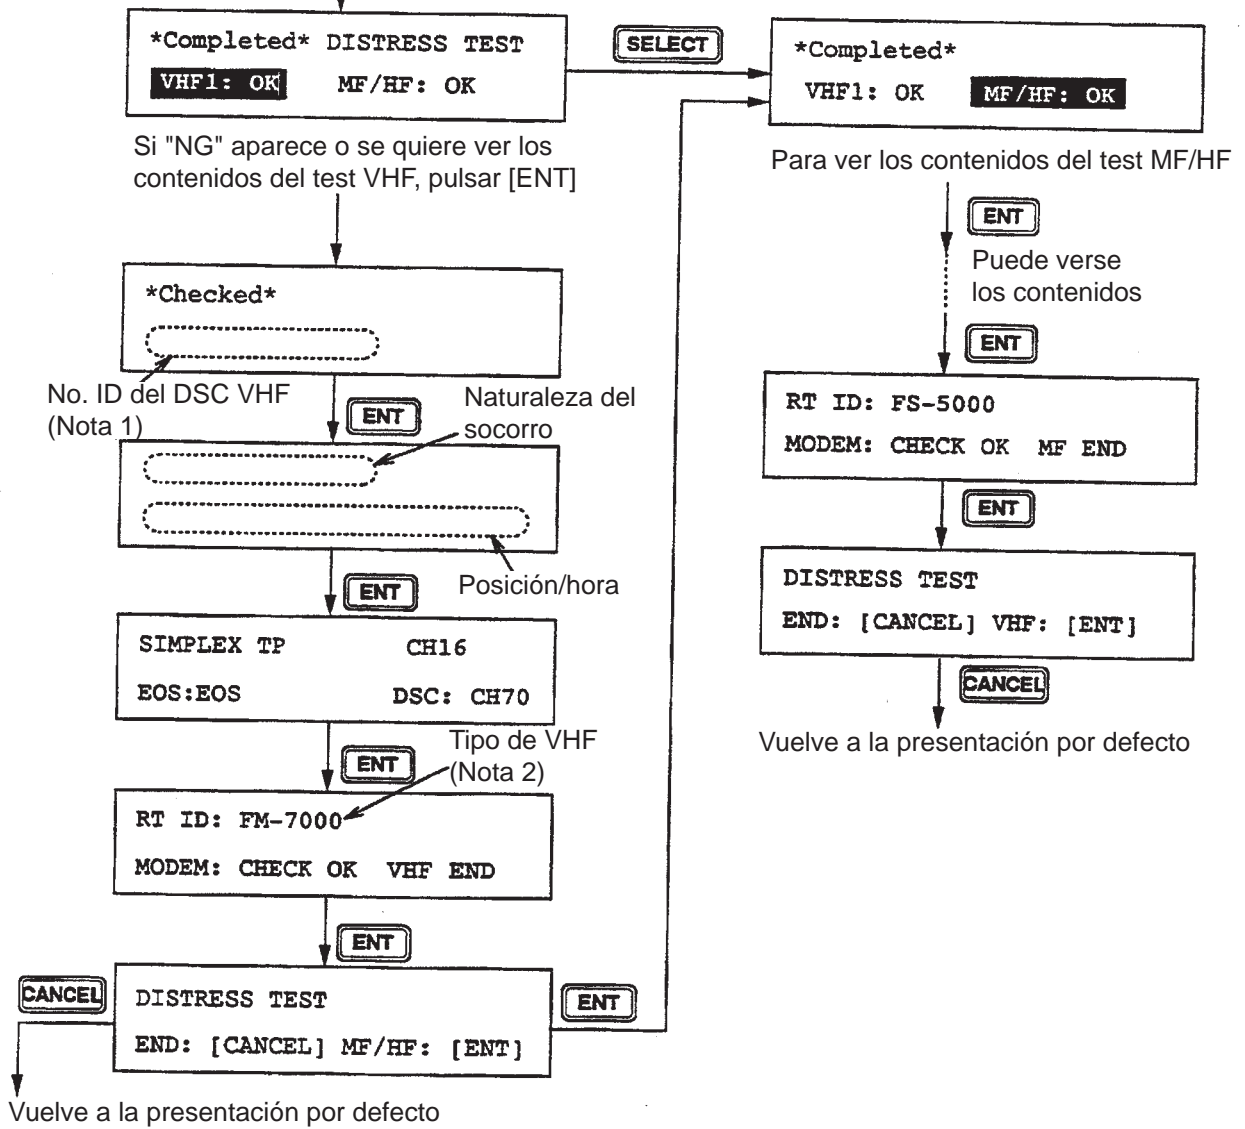 *Completed* DISTRESS TEST
VHF1: OK MF/HF: OK
Si "NG" aparece o se quiere ver los
contenidos del test VHF, pulsar [ENT]
*Checked*
No. ID del DSC VHF
(Nota 1)
ENT
Naturaleza del
socorro
Posición/hora
ENT
SIMPLEX TP CH16
EOS:EOS DSC: CH70
ENT
Tipo de VHF
(Nota 2)
RT ID: FM-7000
MODEM: CHECK OK VHF END
ENT
DISTRESS TEST
END: [CANCEL] MF/HF: [ENT]
CANCEL
Vuelve a la presentación por defecto
ENT
SELECT
*Completed*
VHF1: OK MF/HF: OK
Para ver los contenidos del test MF/HF
ENT
Puede verse
los contenidos
ENT
RT ID: FS-5000
MODEM: CHECK OK MF END
ENT
DISTRESS TEST
END: [CANCEL] VHF: [ENT]
CANCEL
Vuelve a la presentación por defecto